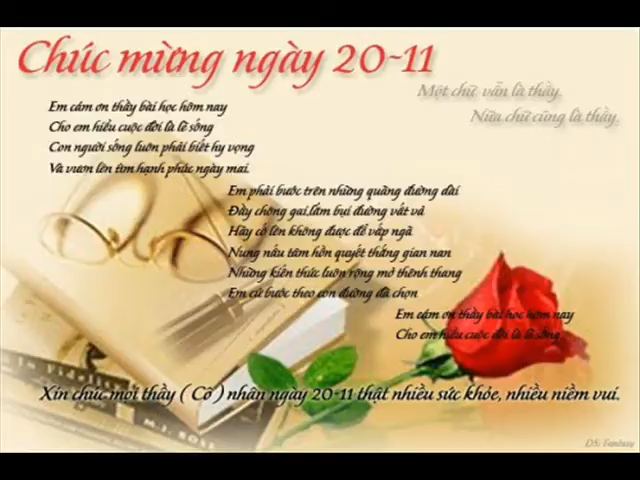 Chúc mừng ngày 20-11
Một chữ vẫn là thầy.
Nửa chữ cũng là thầy.
Em cám ơn thầy bài học hôm nay
Cho em hiểu cuộc đời là lẽ sống
Con người sống luôn phải biết hy vọng
Và vươn lên tìm hạnh phúc ngày mai.
Em phải bước trên những quãng đường dài
Đầy chông gai,lấm bụi đường vất vả
Hãy cố lên không được để vấp ngã
Nung nấu tâm hồn quyết thắng gian nan
Những kiến thức luôn rộng mở thênh thang
Em cứ bước theo con đường đã chọn
Em cám ơn thầy bài học hôm nay
Cho em hiểu cuộc đời là lẽ sống
Xin chúc mọi thầy ( Cô ) nhân ngày 20-11 thật nhiều sức khỏe, nhiều niềm vui.
M.J. ROSE
DS: Fantasy